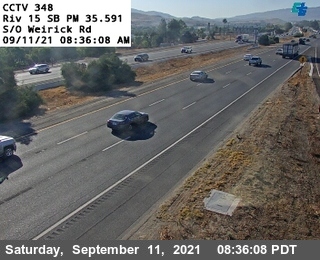 CCTV 348
Riv 15 SB PM 35.591
S/O Weirick Rd
09/11/21 08:36:08 AM
Saturday, September 11, 2021 08:36:08 PDT